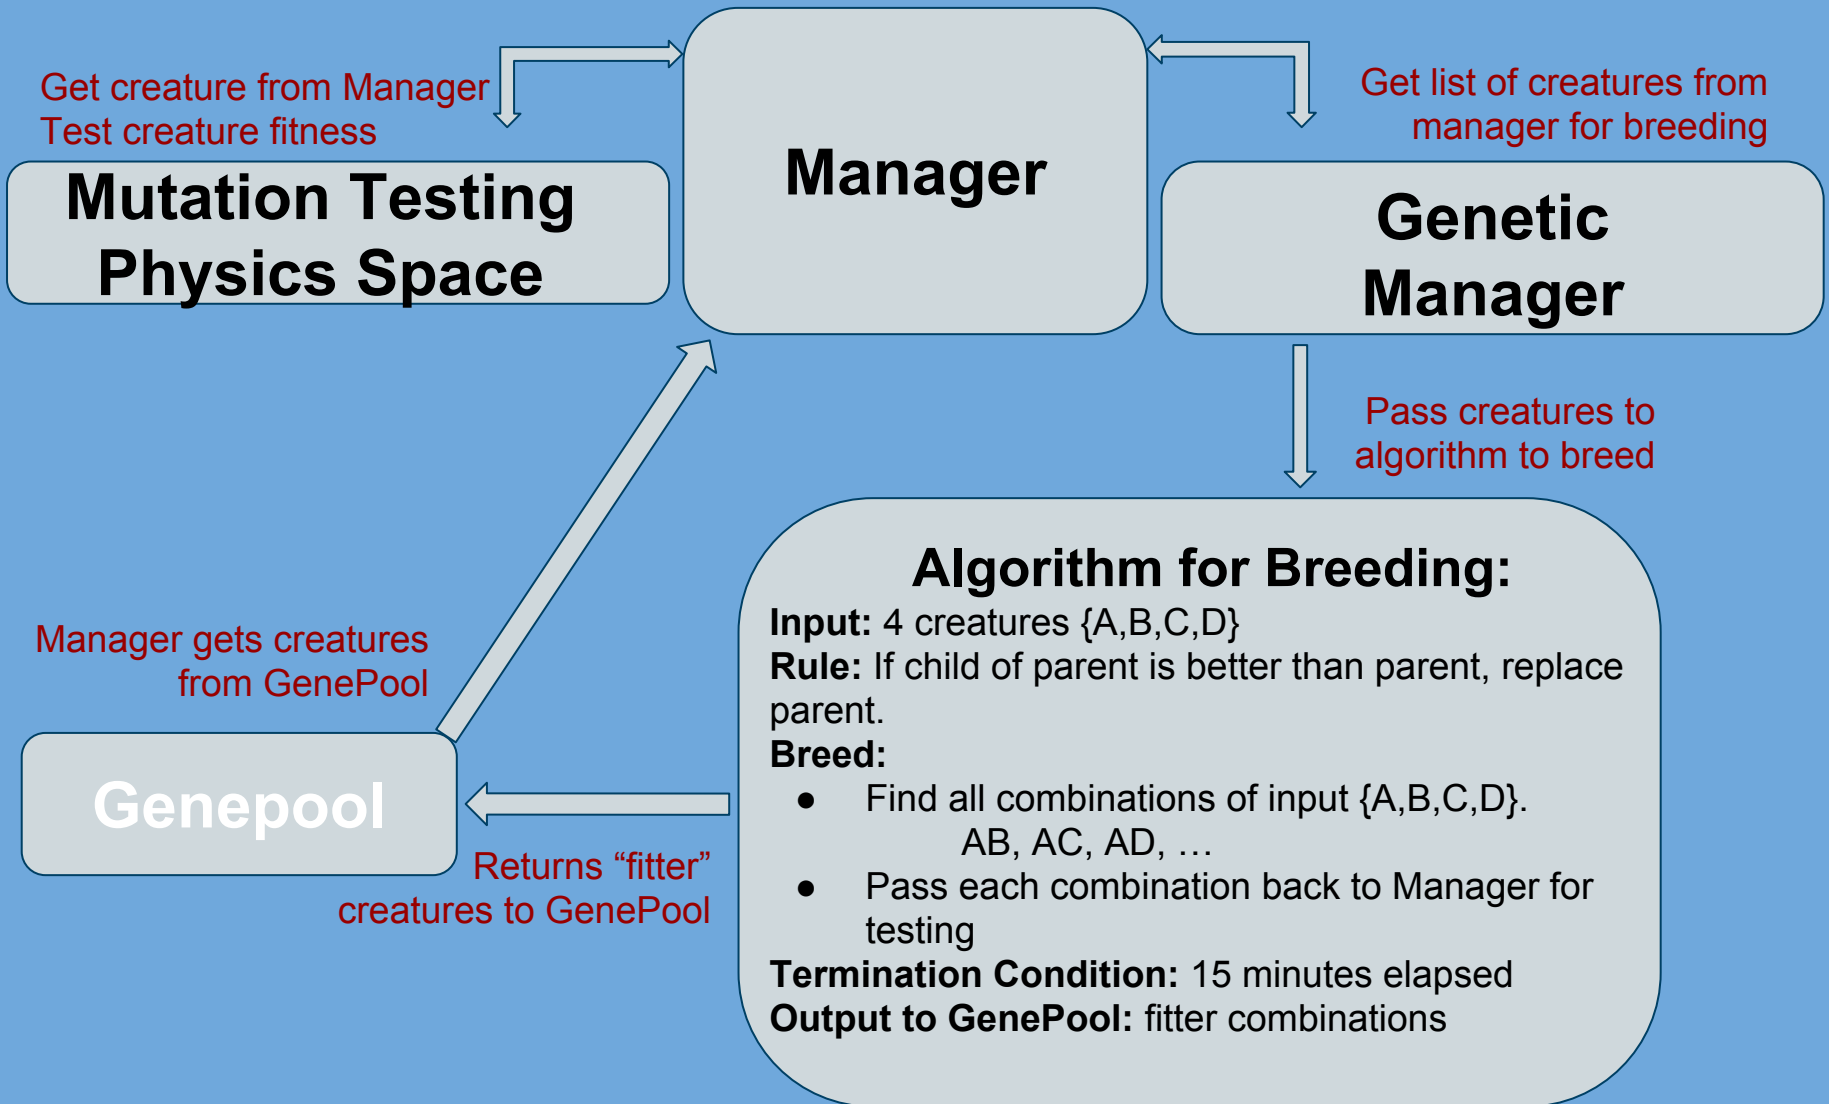 Get creature from Manager
Test creature fitness
Mutation Testing
Physics Space
Manager
Get list of creatures from
manager for breeding
Genetic
Manager
Pass creatures to
algorithm to breed
Manager gets creatures
from GenePool
Genepool
Returns “fitter”
creatures to GenePool
Algorithm for Breeding:
Input: 4 creatures {A,B,C,D}
Rule: If child of parent is better than parent, replace
parent.
Breed:
● Find all combinations of input {A,B,C,D}.
AB, AC, AD, …
● Pass each combination back to Manager for
testing
Termination Condition: 15 minutes elapsed
Output to GenePool: fitter combinations